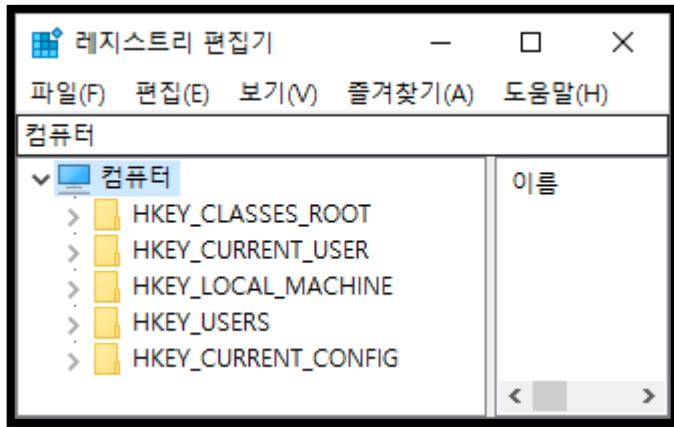 레지스트리 편집기
파일(F) 편집(E) 보기(V) 즐겨찾기(A) 도움말(H)
컴퓨터
컴퓨터
이름
HKEY_CLASSES_ROOT
HKEY_CURRENT_USER
HKEY_LOCAL_MACHINE
HKEY_USERS
HKEY_CURRENT_CONFIG